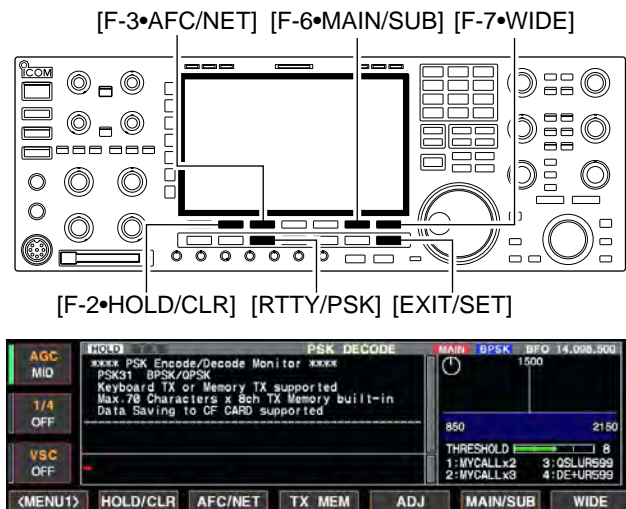 [F-3•AFC/NET] [F-6•MAIN/SUB] [F-7•WIDE]
ICOM
[F-2•HOLD/CLR] [RTTY/PSK] [EXIT/SET]
HOLD TX PSK DECODE MAIN BPSK BFO 14.098.500
AGC
MID
**** PSK Encode/Decode Monitor ****
PSK31 BPSK/QPSK
Keyboard TX or Memory TX supported
Max.70 Characters x 8ch TX Memory built-in
Data Saving to CF CARD supported
1500
1/4
OFF
850 2150
VSC
OFF
THRESHOLD 8
1:MYCALLx2 3:QSLUR599
2:MYCALLx3 4:DE+UR599
<MENU1> HOLD/CLR AFC/NET TX MEM ADJ MAIN/SUB WIDE